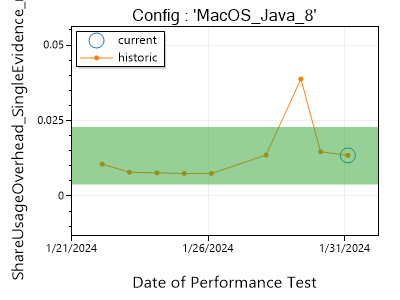 Config : 'MacOS_Java_8'
current
historic
0.05
0.025
0
1/21/2024
1/26/2024
1/31/2024
Date of Performance Test
ShareUsageOverhead_SingleEvidence_